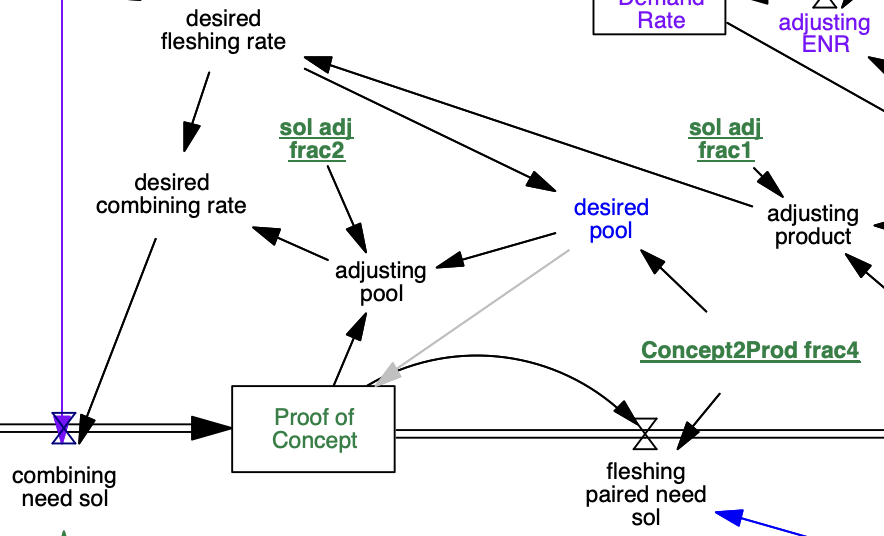 desired
fleshing rate
Demand
Rate
adjusting
ENR
sol adj
frac2
sol adj
frac1
desired
combining rate
desired
pool
adjusting
product
adjusting
pool
Concept2Prod frac4
Proof of
Concept
combining
need sol
fleshing
paired need
sol